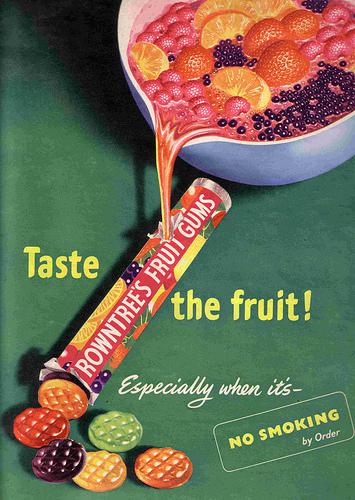 Taste
the fruit!
ROWNTREE'S FRUIT GUMS
Especially when it's-
NO SMOKING
by Order